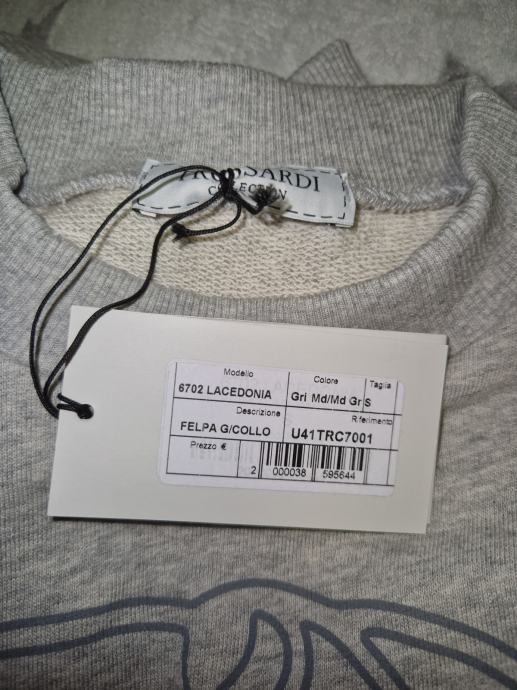 TRUSSARDI
COLLECTION
Modello Colore Taglia
6702 LACEDONIA Gri Md/Md Gr S
Descrizione Riferimento
FELPA G/COLLO U41TRC7001
Prezzo €
2 000038 595644